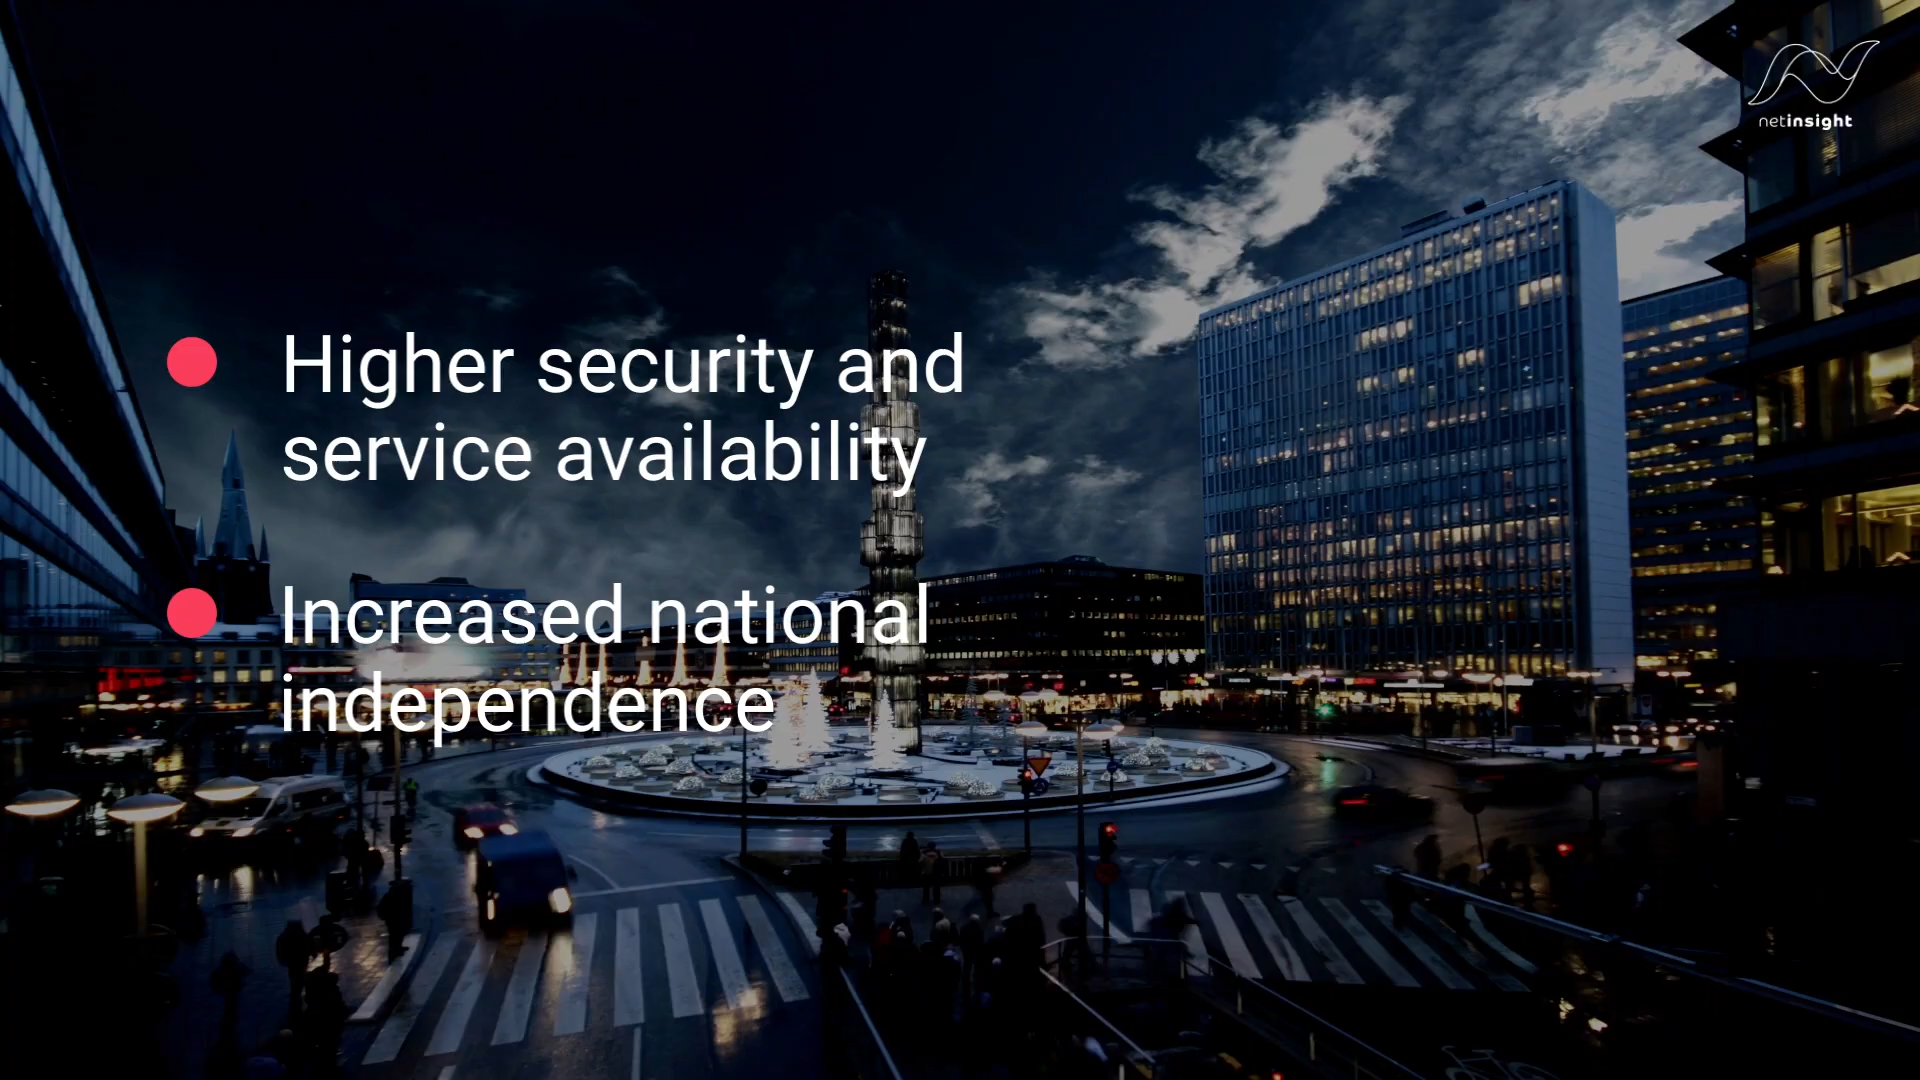 netinsight
Higher security and
service availability
Increased national
independence